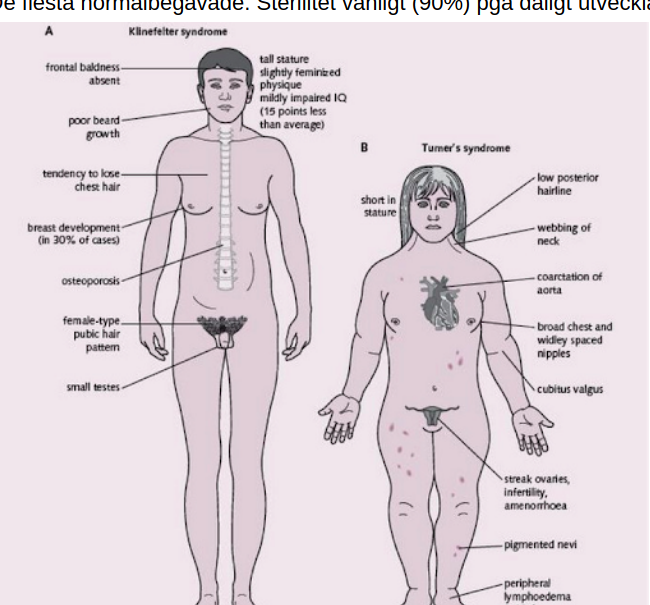 De flesta normalbegåvade. Sterilitet vanligt (90%) pga dåligt utveckla
A
Klinefelter syndrome
frontal baldness
absent
tall stature
slightly feminized
physique
mildly impaired IQ
(15 points less
than average)
poor beard
growth
tendency to lose
chest hair
breast development
(in 30% of cases)
osteoporosis
female-type
pubic hair
pattern
small testes
B
Turner's syndrome
short in
stature
low posterior
hairline
webbing of
neck
coarctation of
aorta
broad chest and
widley spaced
nipples
cubitus valgus
streak ovaries,
infertility,
amenorrhoea
pigmented nevi
peripheral
lymphoedema